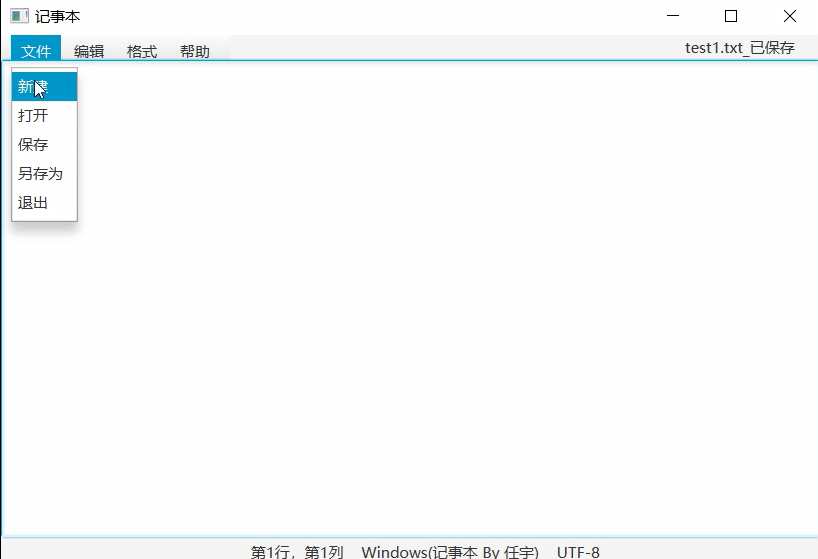 记事本
文件 编辑 格式 帮助 test1.txt_已保存
新建
打开
保存
另存为
退出
第1行，第1列 Windows(记事本 By 任宇) UTF-8